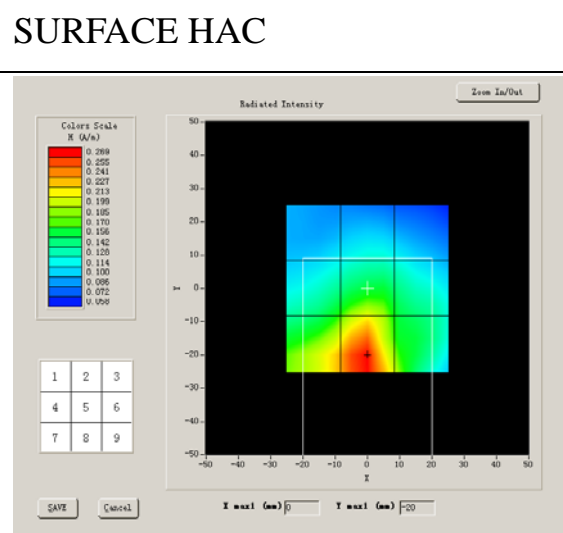 SURFACE HAC
Zoom In/Out
Radiated Intensity
Colors Scale
H (A/m)
0.269
0.255
0.241
0.227
0.213
0.199
0.185
0.170
0.156
0.142
0.128
0.114
0.100
0.086
0.072
0.058
50
40
30
20
10
0
-10
-20
-30
-40
-50
Y
-50 -40 -30 -20 -10 0 10 20 30 40 50
X
1 2 3
4 5 6
7 8 9
SAVE Cancel X max1 (mm) 0 Y max1 (mm) -20